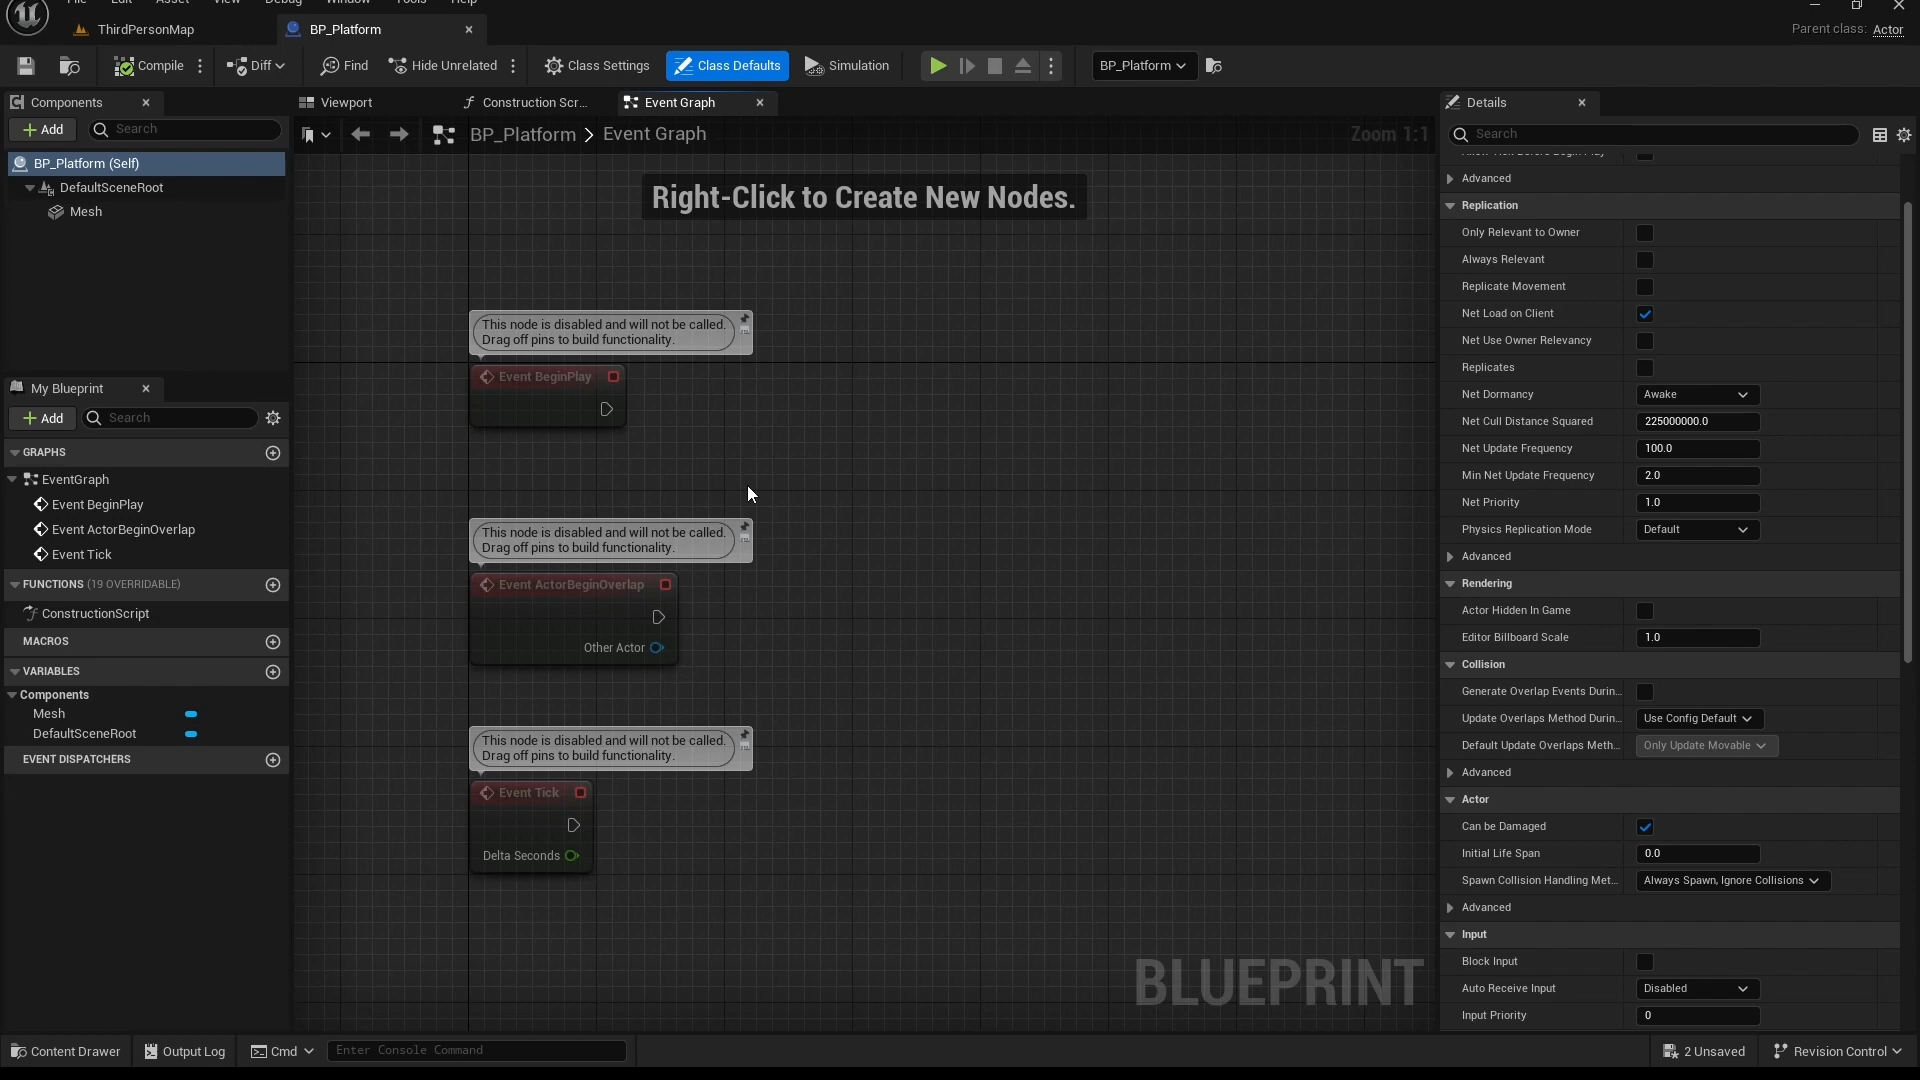 File Edit Asset View Debug Window Tools Help
ThirdPersonMap
BP_Platform
Parent class: Actor
Compile
Diff
Find
Hide Unrelated
Class Settings
Class Defaults
Simulation
BP_Platform
Components
Add
Search
BP_Platform (Self)
DefaultSceneRoot
Mesh
My Blueprint
Add
Search
GRAPHS
EventGraph
Event BeginPlay
Event ActorBeginOverlap
Event Tick
FUNCTIONS (19 OVERRIDABLE)
ConstructionScript
MACROS
VARIABLES
Components
Mesh
DefaultSceneRoot
EVENT DISPATCHERS
Viewport
Construction Scr...
Event Graph
BP_Platform > Event Graph
Zoom 1:1
Right-Click to Create New Nodes.
This node is disabled and will not be called.
Drag off pins to build functionality.
Event BeginPlay
This node is disabled and will not be called.
Drag off pins to build functionality.
Event ActorBeginOverlap
Other Actor
This node is disabled and will not be called.
Drag off pins to build functionality.
Event Tick
Delta Seconds
BLUEPRINT
Details
Search
Advanced
Replication
Only Relevant to Owner
Always Relevant
Replicate Movement
Net Load on Client
Net Use Owner Relevancy
Replicates
Net Dormancy Awake
Net Cull Distance Squared 225000000.0
Net Update Frequency 100.0
Min Net Update Frequency 2.0
Net Priority 1.0
Physics Replication Mode Default
Advanced
Rendering
Actor Hidden In Game
Editor Billboard Scale 1.0
Collision
Generate Overlap Events Durin...
Update Overlaps Method Durin... Use Config Default
Default Update Overlaps Meth... Only Update Movable
Advanced
Actor
Can be Damaged
Initial Life Span 0.0
Spawn Collision Handling Met... Always Spawn, Ignore Collisions
Advanced
Input
Block Input
Auto Receive Input Disabled
Input Priority 0
Content Drawer
Output Log
Cmd
Enter Console Command
2 Unsaved
Revision Control